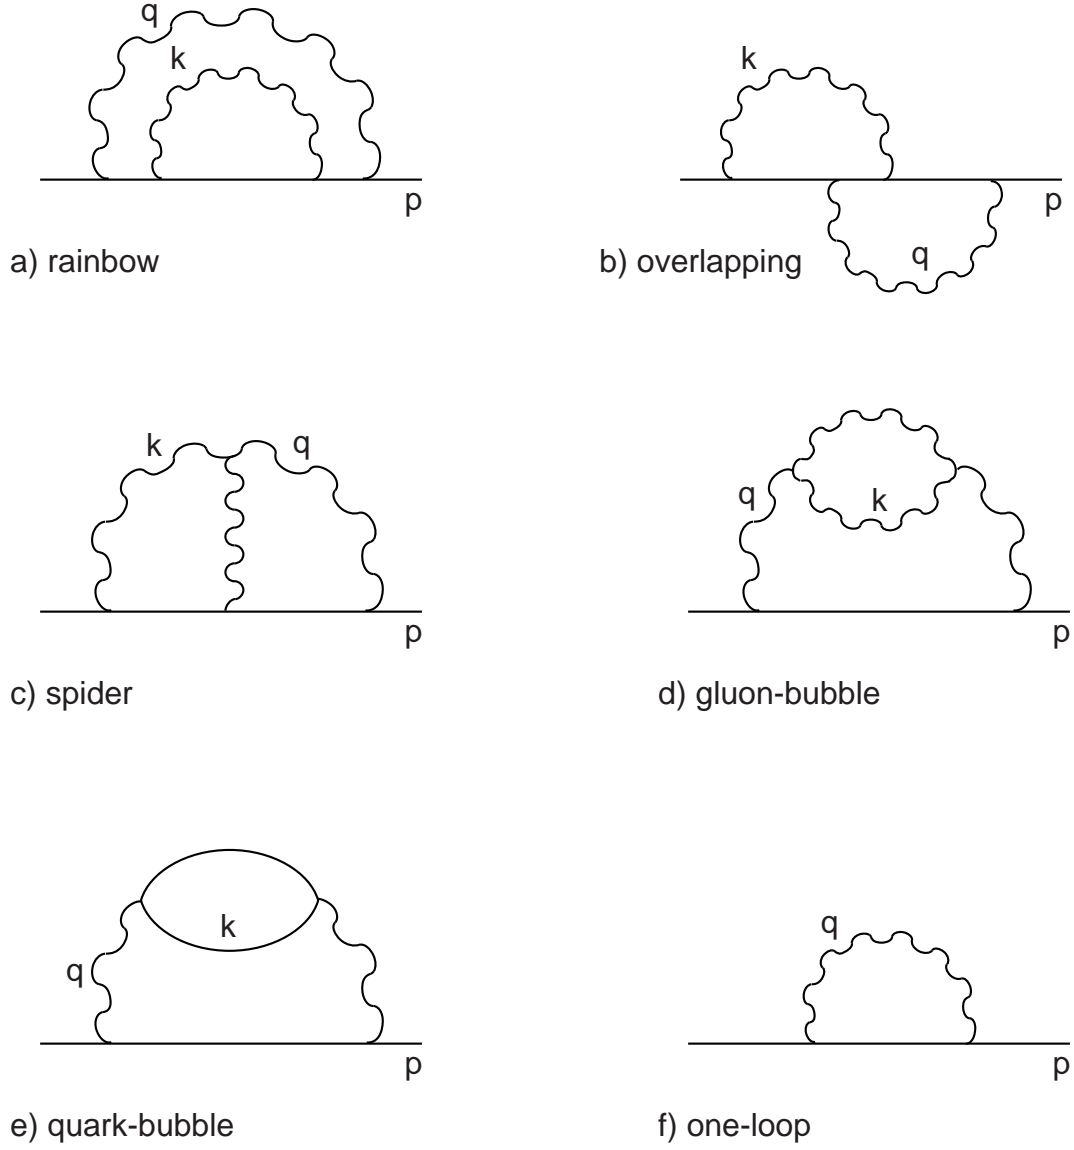 q
k
p
a) rainbow
k
q
p
b) overlapping
k
q
p
c) spider
q
k
p
d) gluon-bubble
k
q
p
e) quark-bubble
q
p
f) one-loop